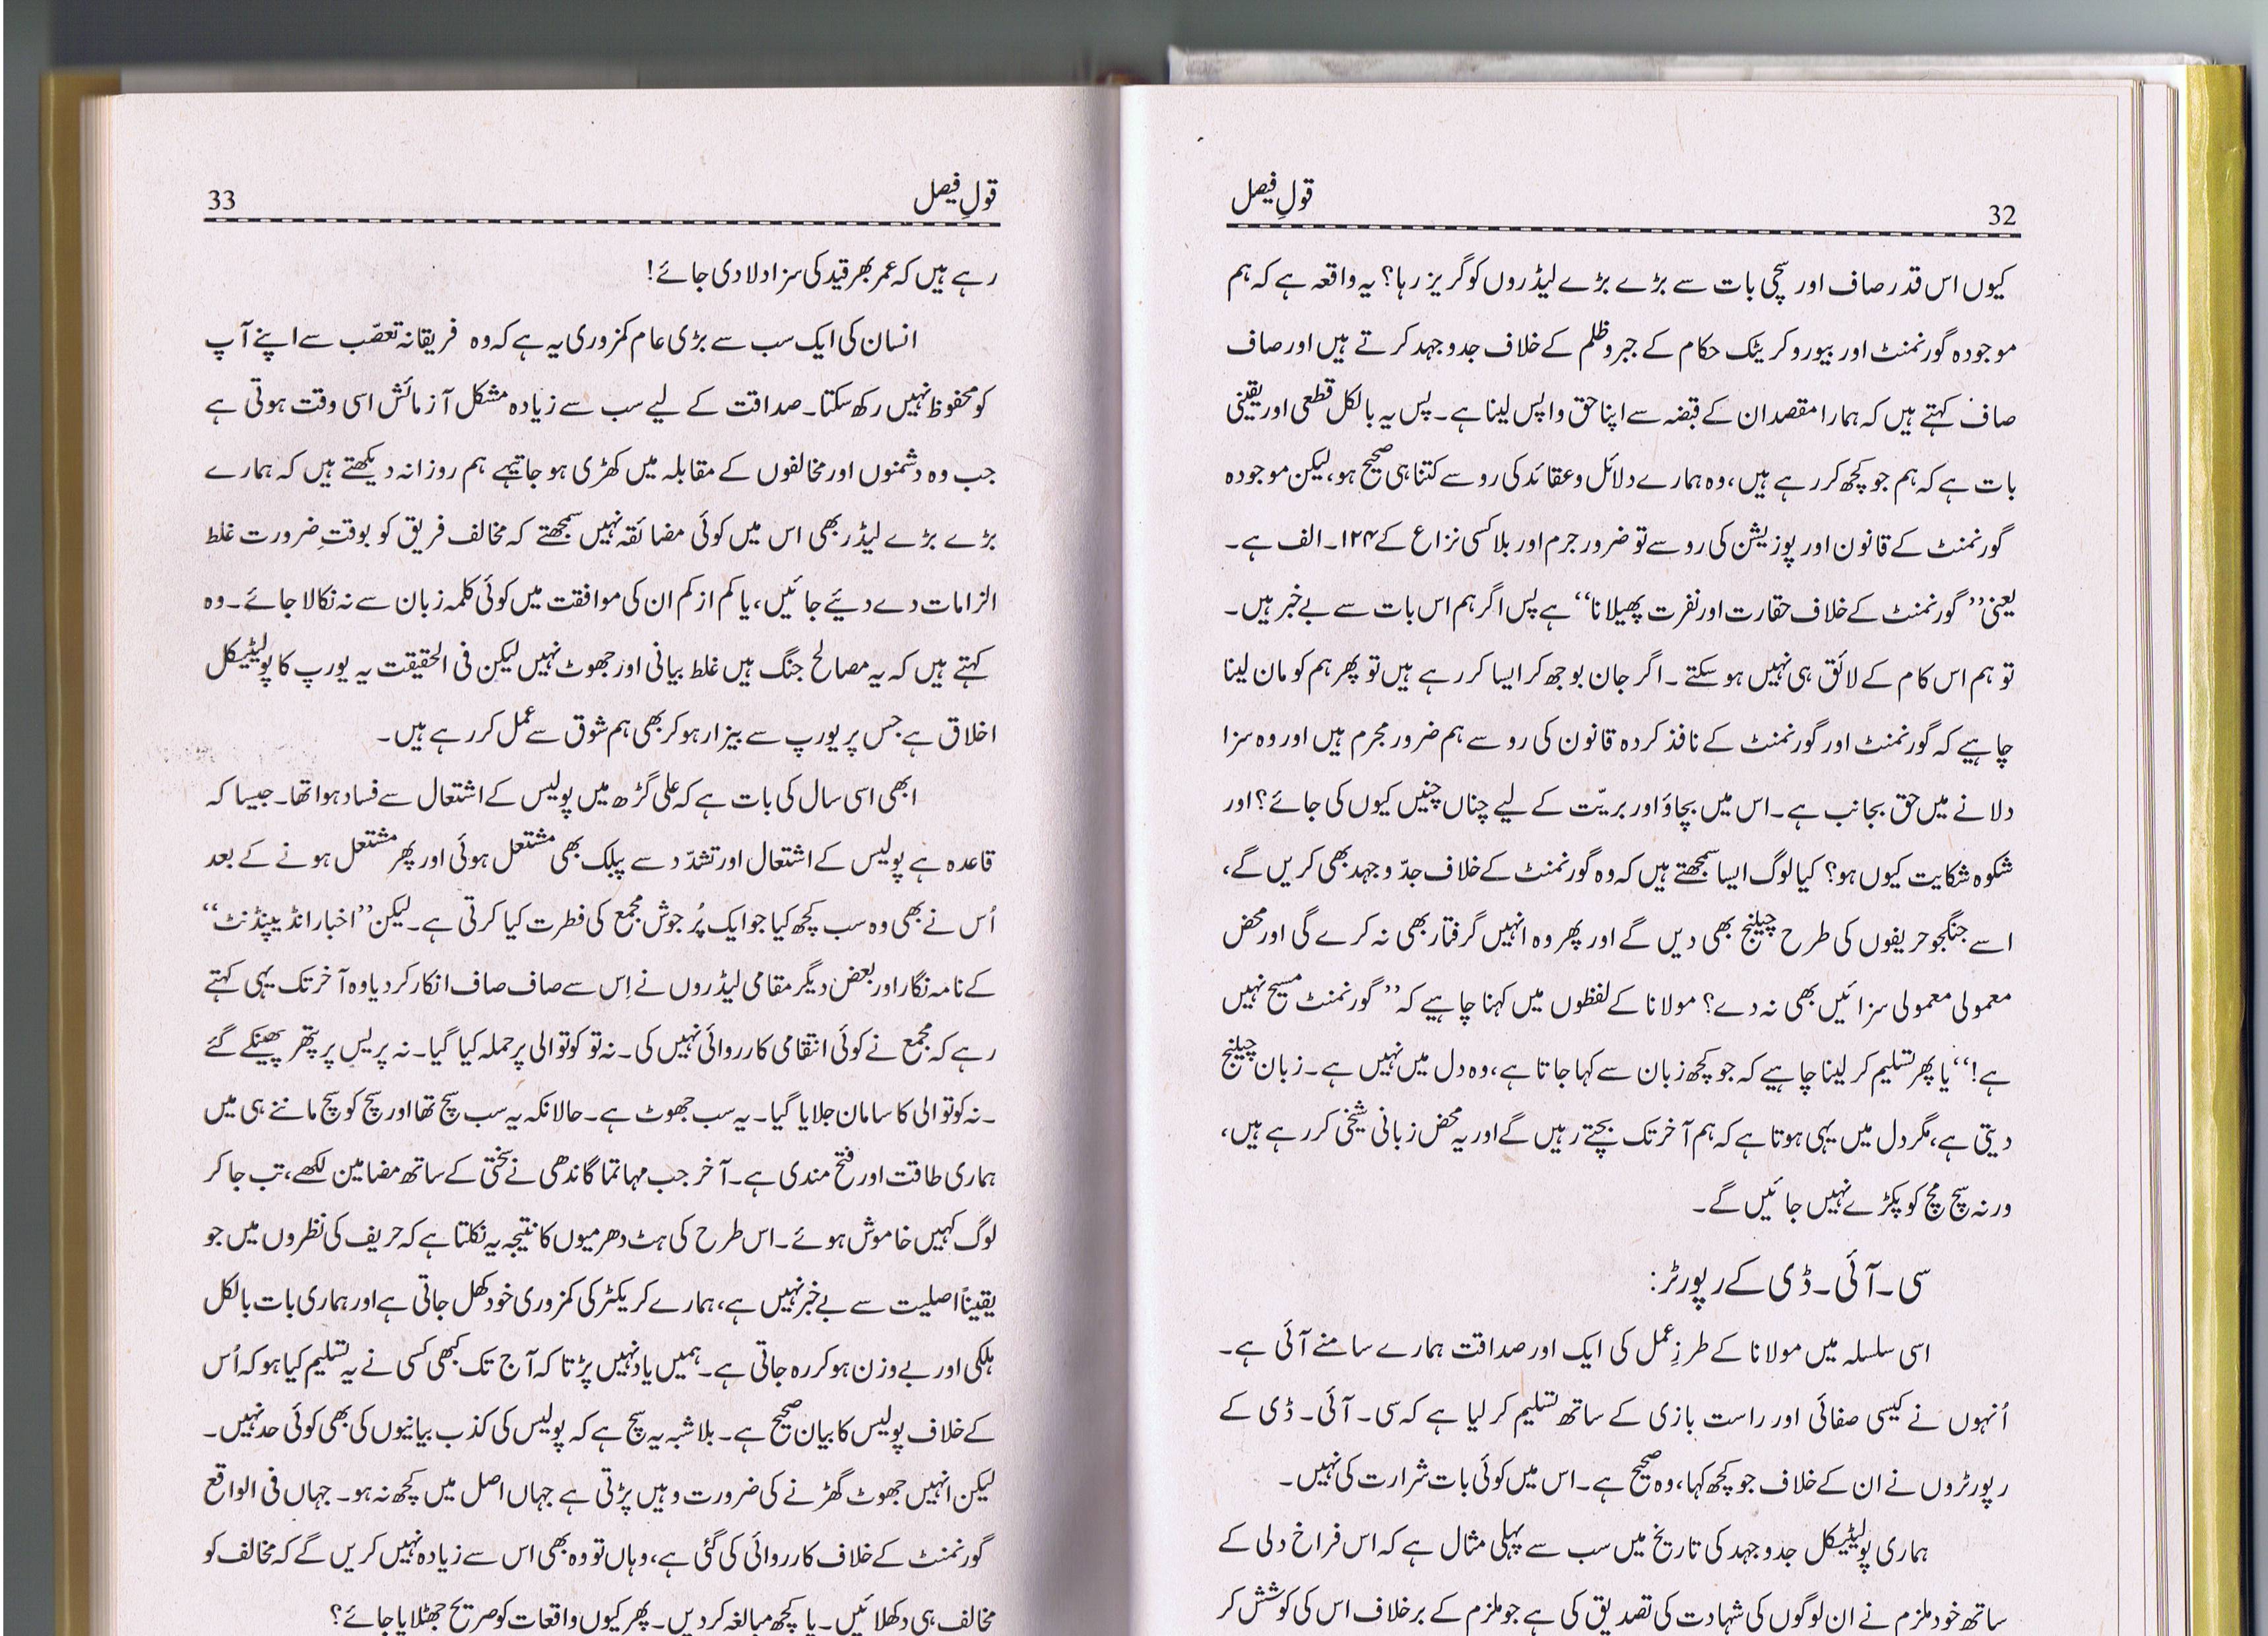 32
قولِ فیصل
کیوں اس قدر صاف اور سچی بات سے بڑے بڑے لیڈروں کو گریز رہا؟ یہ واقعہ ہے کہ ہم
موجودہ گورنمنٹ اور بیوروکریٹک حکام کے جبر و ظلم کے خلاف جدوجہد کرتے ہیں اور صاف
صاف کہتے ہیں کہ ہمارا مقصد ان کے قبضہ سے اپنا حق واپس لینا ہے۔ پس یہ بالکل قطعی اور یقینی
بات ہے کہ ہم جو کچھ کر رہے ہیں، وہ ہمارے دلائل و عقائد کی رو سے کتنا ہی صحیح ہو، لیکن موجودہ
گورنمنٹ کے قانون اور پوزیشن کی رو سے تو ضرور جرم اور بلا کسی نزاع کے ۱۲۴۔ الف ہے۔
یعنی ’’گورنمنٹ کے خلاف حقارت اور نفرت پھیلانا‘‘ ہے پس اگر ہم اس بات سے بے خبر ہیں۔
تو ہم اس کام کے لائق ہی نہیں ہو سکتے ۔ اگر جان بوجھ کر ایسا کر رہے ہیں تو پھر ہم کو مان لینا
چاہیے کہ گورنمنٹ اور گورنمنٹ کے نافذ کردہ قانون کی رو سے ہم ضرور مجرم ہیں اور وہ سزا
دلانے میں حق بجانب ہے۔ اس میں بچاؤ اور بریّت کے لیے چناں چنیں کیوں کی جائے؟ اور
شکوہ شکایت کیوں ہو؟ کیا لوگ ایسا سمجھتے ہیں کہ وہ گورنمنٹ کے خلاف جدّوجہد بھی کریں گے،
اسے جنگجو حریفوں کی طرح چیلنج بھی دیں گے اور پھر وہ انہیں گرفتار بھی نہ کرے گی اور محض
معمولی معمولی سزائیں بھی نہ دے؟ مولانا کے لفظوں میں کہنا چاہیے کہ ’’گورنمنٹ مسیح نہیں
ہے!‘‘ یا پھر تسلیم کر لینا چاہیے کہ جو کچھ زبان سے کہا جاتا ہے، وہ دل میں نہیں ہے۔ زبان چیلنج
دیتی ہے، مگر دل میں یہی ہوتا ہے کہ ہم آخر تک بچتے رہیں گے اور یہ محض زبانی شیخی کر رہے ہیں،
ورنہ سچ مچ کو پکڑے نہیں جائیں گے۔
سی۔ آئی۔ ڈی کے رپورٹر:
اسی سلسلہ میں مولانا کے طرزِ عمل کی ایک اور صداقت ہمارے سامنے آئی ہے۔
اُنہوں نے کیسی صفائی اور راست بازی کے ساتھ تسلیم کر لیا ہے کہ سی۔ آئی۔ ڈی کے
رپورٹروں نے ان کے خلاف جو کچھ کہا، وہ صحیح ہے۔ اس میں کوئی بات شرارت کی نہیں۔
ہماری پولیٹیکل جدوجہد کی تاریخ میں سب سے پہلی مثال ہے کہ اس فراخ دلی کے
ساتھ خود ملزم نے ان لوگوں کی شہادت کی تصدیق کی ہے جو ملزم کے برخلاف اس کی کوشش کر
33
قولِ فیصل
رہے ہیں کہ عمر بھر قید کی سزا دلا دی جائے!
انسان کی ایک سب سے بڑی عام کمزوری یہ ہے کہ وہ فریقانہ تعصّب سے اپنے آپ
کو محفوظ نہیں رکھ سکتا۔ صداقت کے لیے سب سے زیادہ مشکل آزمائش اسی وقت ہوتی ہے
جب وہ دشمنوں اور مخالفوں کے مقابلہ میں کھڑی ہو جاتیہے ہم روزانہ دیکھتے ہیں کہ ہمارے
بڑے بڑے لیڈر بھی اس میں کوئی مضائقہ نہیں سمجھتے کہ مخالف فریق کو بوقتِ ضرورت غلط
الزامات دے دیئے جائیں، یا کم از کم ان کی موافقت میں کوئی کلمہ زبان سے نہ نکالا جائے۔ وہ
کہتے ہیں کہ یہ مصالح جنگ ہیں غلط بیانی اور جھوٹ نہیں لیکن فی الحقیقت یہ یورپ کا پولیٹیکل
اخلاق ہے جس پر یورپ سے بیزار ہو کر بھی ہم شوق سے عمل کر رہے ہیں۔
ابھی اسی سال کی بات ہے کہ علی گڑھ میں پولیس کے اشتعال سے فساد ہوا تھا۔ جیسا کہ
قاعدہ ہے پولیس کے اشتعال اور تشدّد سے پبلک بھی مشتعل ہوئی اور پھر مشتعل ہونے کے بعد
اُس نے بھی وہ سب کچھ کیا جو ایک پُر جوش مجمع کی فطرت کیا کرتی ہے۔ لیکن ’’اخبار انڈیپنڈنٹ‘‘
کے نامہ نگار اور بعض دیگر مقامی لیڈروں نے اِس سے صاف صاف انکار کر دیا وہ آخر تک یہی کہتے
رہے کہ مجمع نے کوئی انتقامی کارروائی نہیں کی۔ نہ تو کوتوالی پر حملہ کیا گیا۔ نہ پریس پر پتھر پھینکے گئے
۔ نہ کوتوالی کا سامان جلایا گیا۔ یہ سب جھوٹ ہے۔ حالانکہ یہ سب سچ تھا اور سچ کو سچ ماننے ہی میں
ہماری طاقت اور فتح مندی ہے۔ آخر جب مہاتما گاندھی نے سختی کے ساتھ مضامین لکھے، تب جا کر
لوگ کہیں خاموش ہوئے۔ اس طرح کی ہٹ دھرمیوں کا نتیجہ یہ نکلتا ہے کہ حریف کی نظروں میں جو
یقیناً اصلیت سے بے خبر نہیں ہے، ہمارے کریکٹر کی کمزوری خود کھل جاتی ہے اور ہماری بات بالکل
ہلکی اور بے وزن ہو کر رہ جاتی ہے۔ ہمیں یاد نہیں پڑتا کہ آج تک کبھی کسی نے یہ تسلیم کیا ہو کہ اُس
کے خلاف پولیس کا بیان صحیح ہے۔ بلاشبہ یہ سچ ہے کہ پولیس کی کذب بیانیوں کی بھی کوئی حد نہیں۔
لیکن انہیں جھوٹ گھڑنے کی ضرورت وہیں پڑتی ہے جہاں اصل میں کچھ نہ ہو۔ جہاں فی الواقع
گورنمنٹ کے خلاف کارروائی کی گئی ہے، وہاں تو وہ بھی اس سے زیادہ نہیں کریں گے کہ مخالف کو
مخالف ہی دکھلائیں۔ یا کچھ مبالغہ کر دیں۔ پھر کیوں واقعات کو صریح جھٹلایا جائے؟